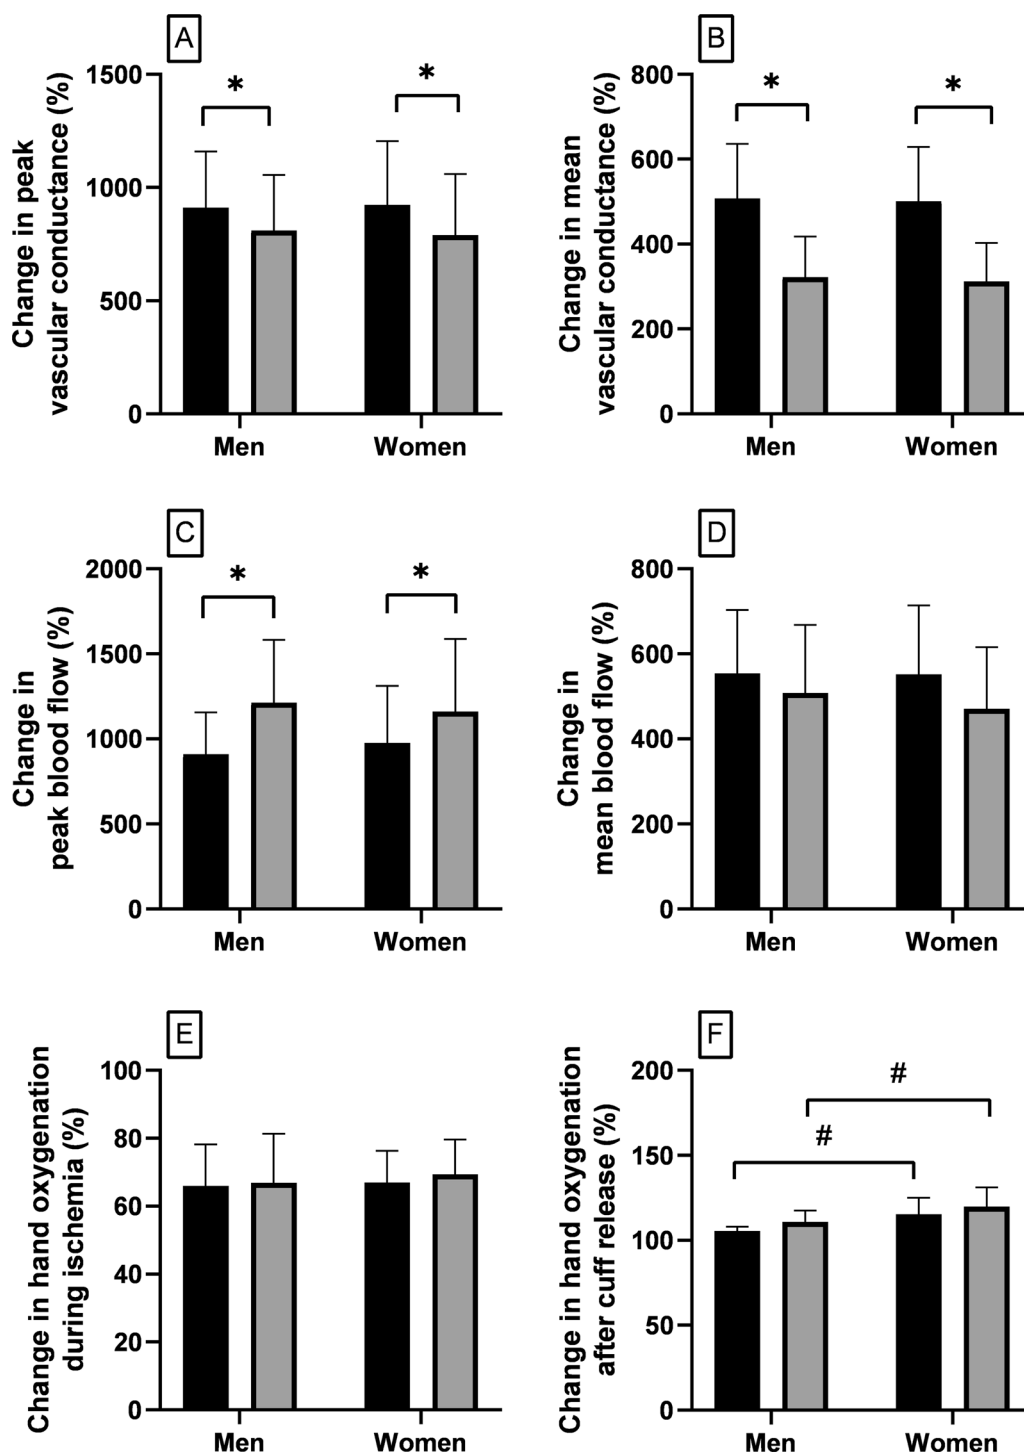 A
Change in peak
vascular conductance (%)
1500
1000
500
0
*
*
Men
Women
B
Change in mean
vascular conductance (%)
800
600
400
200
0
*
*
Men
Women
C
Change in
peak blood flow (%)
2000
1500
1000
500
0
*
*
Men
Women
D
Change in
mean blood flow (%)
800
600
400
200
0
Men
Women
E
Change in hand oxygenation
during ischemia (%)
100
80
60
40
20
0
Men
Women
F
Change in hand oxygenation
after cuff release (%)
200
150
100
50
0
#
#
Men
Women